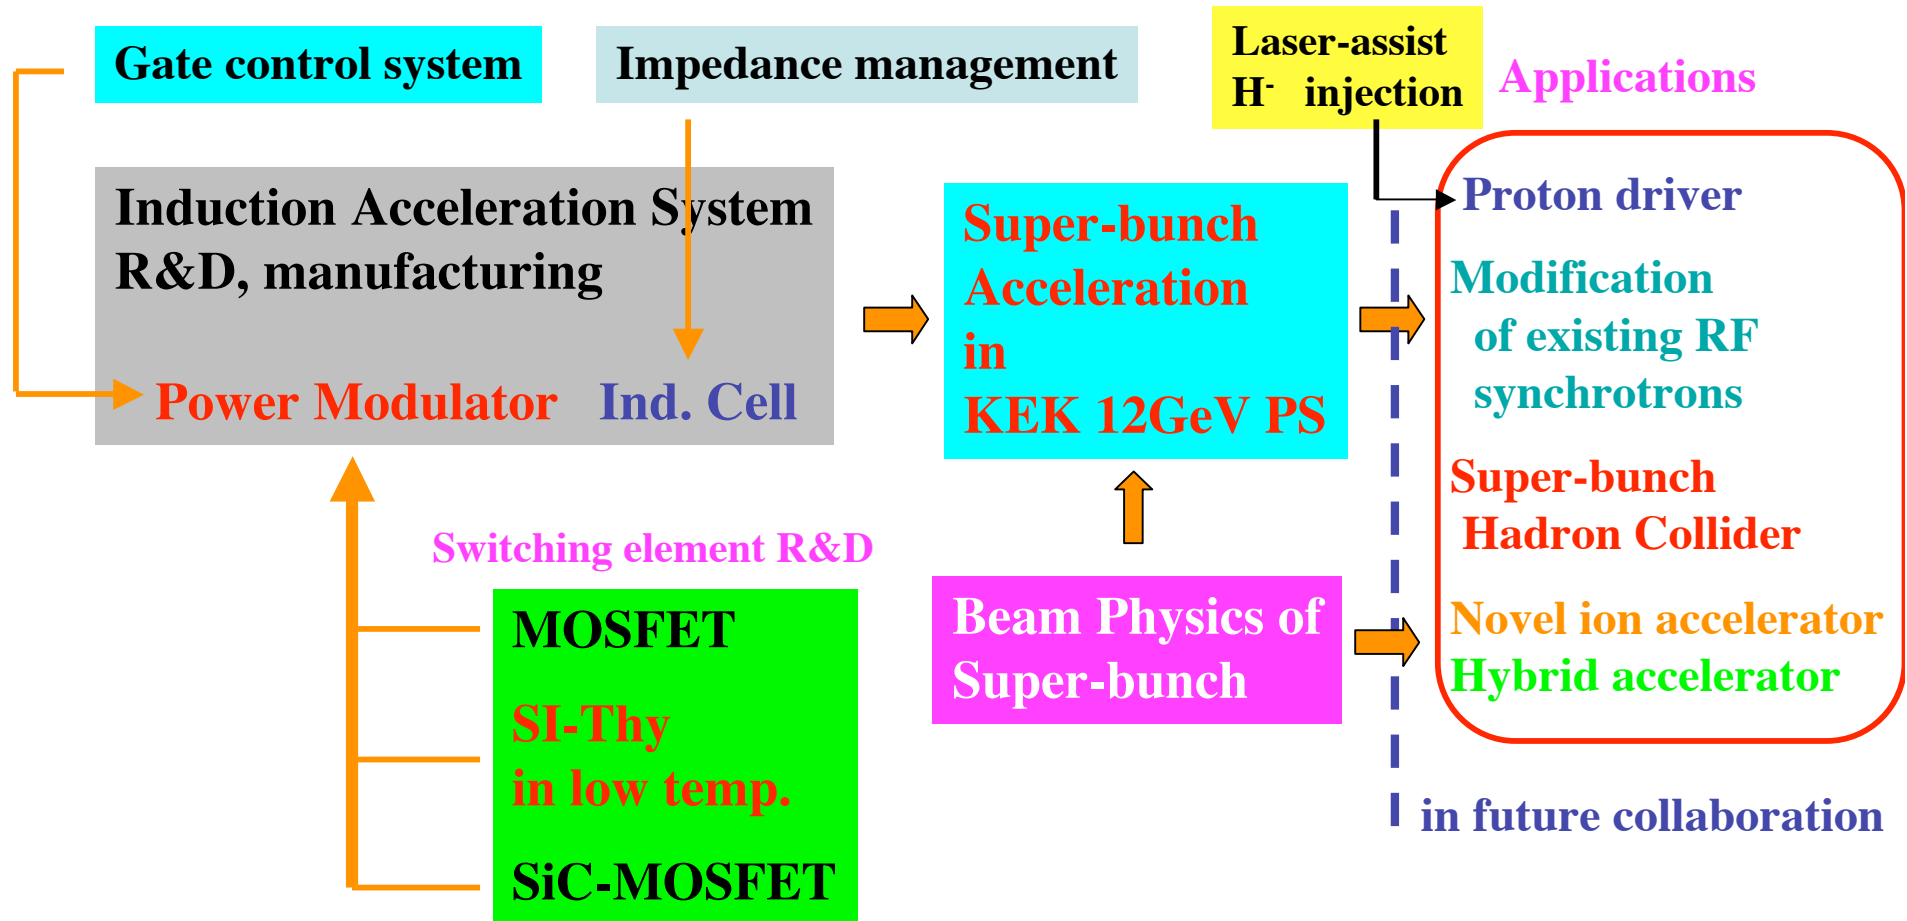 Gate control system
Impedance management
Laser-assist
H- injection
Applications
Induction Acceleration System
R&D, manufacturing
Power Modulator
Ind. Cell
Super-bunch
Acceleration
in
KEK 12GeV PS
Proton driver
Modification
of existing RF
synchrotrons
Super-bunch
Hadron Collider
Novel ion accelerator
Hybrid accelerator
Switching element R&D
MOSFET
SI-Thy
in low temp.
SiC-MOSFET
Beam Physics of
Super-bunch
in future collaboration